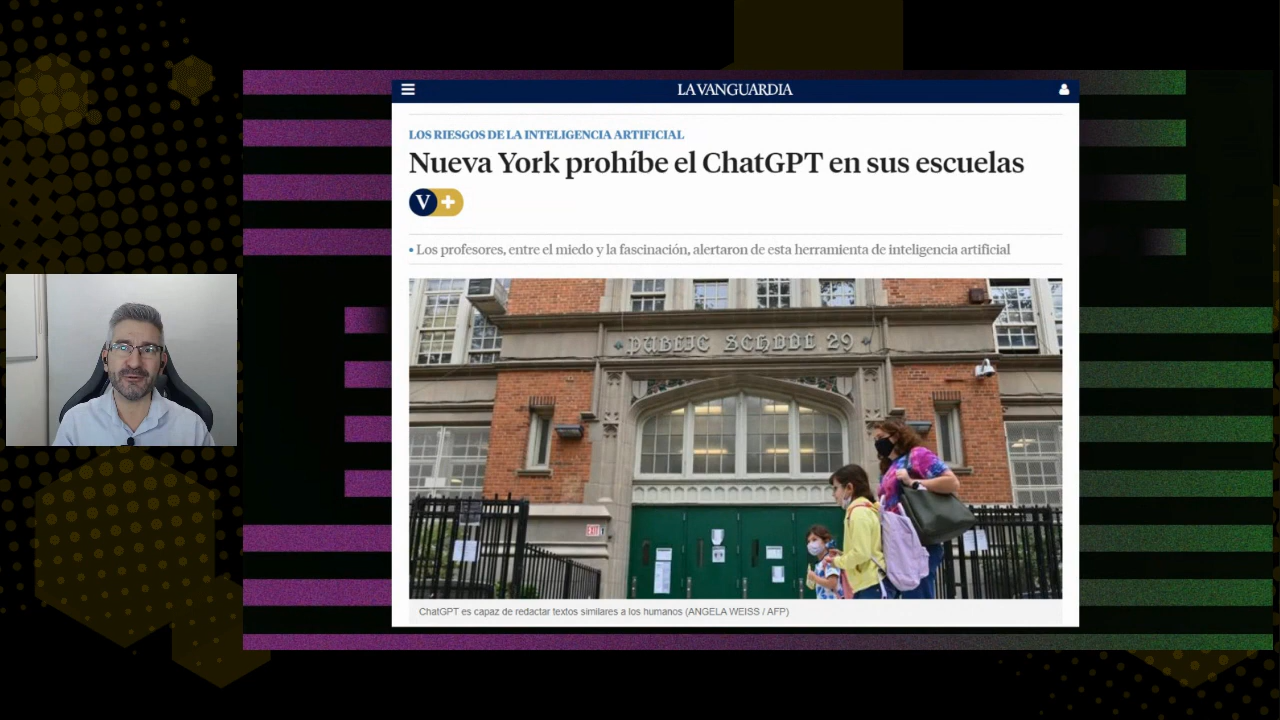 LA VANGUARDIA
LOS RIESGOS DE LA INTELIGENCIA ARTIFICIAL
Nueva York prohíbe el ChatGPT en sus escuelas
V+
• Los profesores, entre el miedo y la fascinación, alertaron de esta herramienta de inteligencia artificial
PUBLIC SCHOOL 29
EXIT
ChatGPT es capaz de redactar textos similares a los humanos (ANGELA WEISS / AFP)